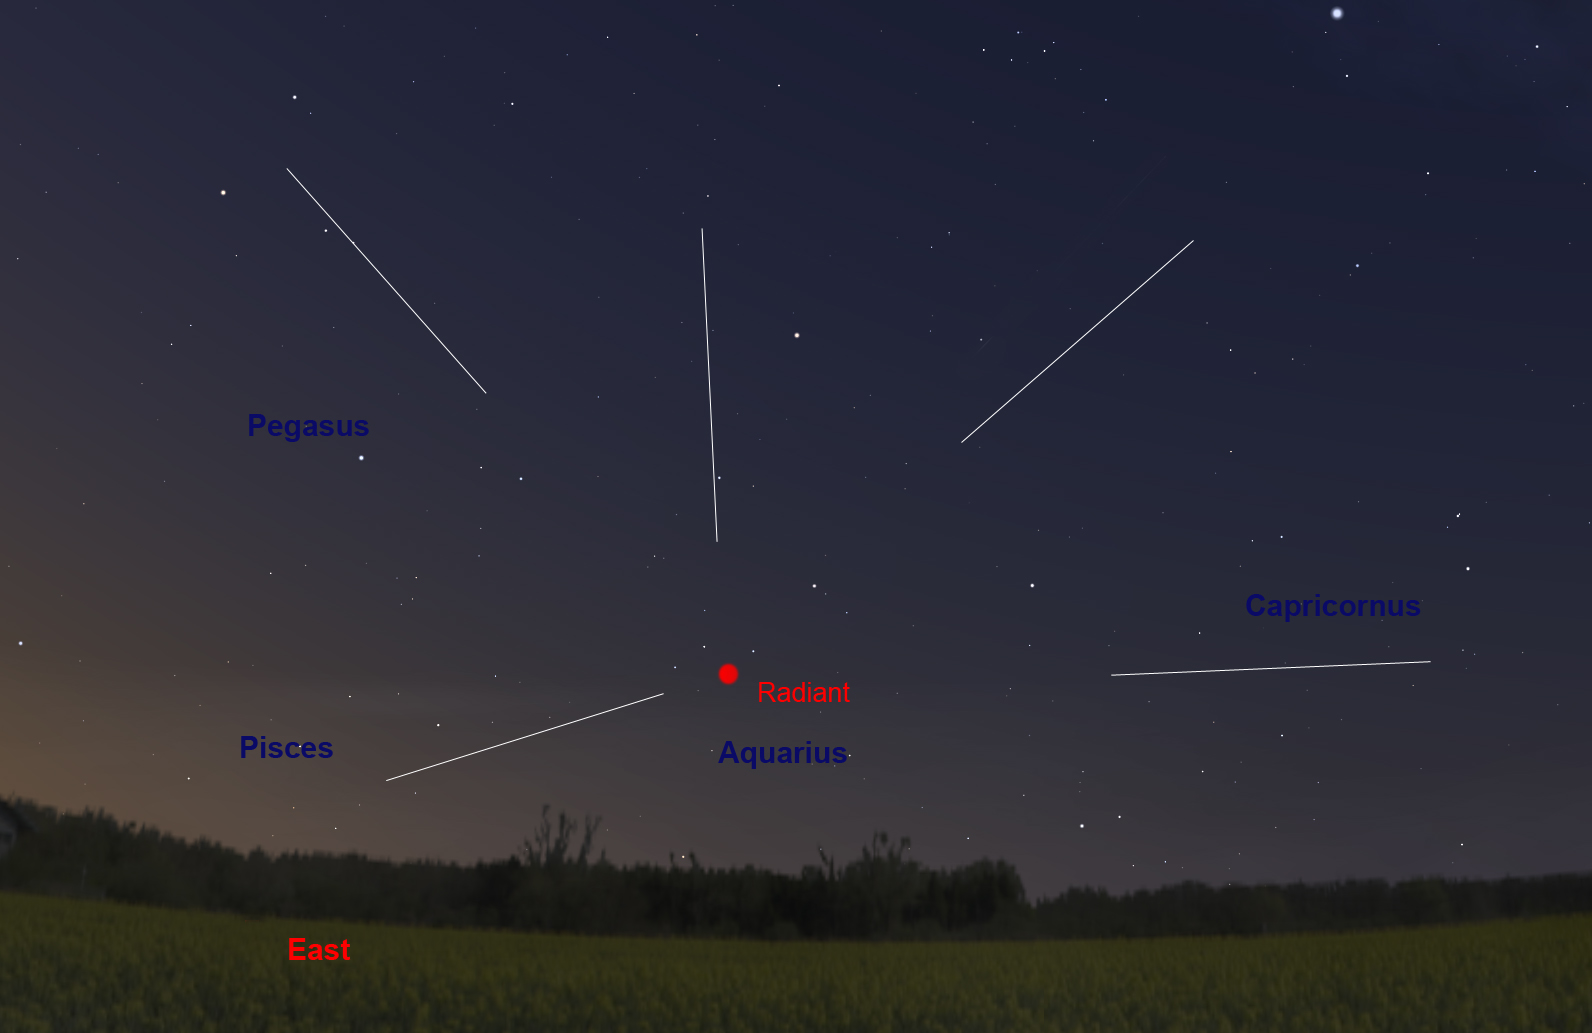 Pegasus
Capricornus
Radiant
Pisces
Aquarius
East